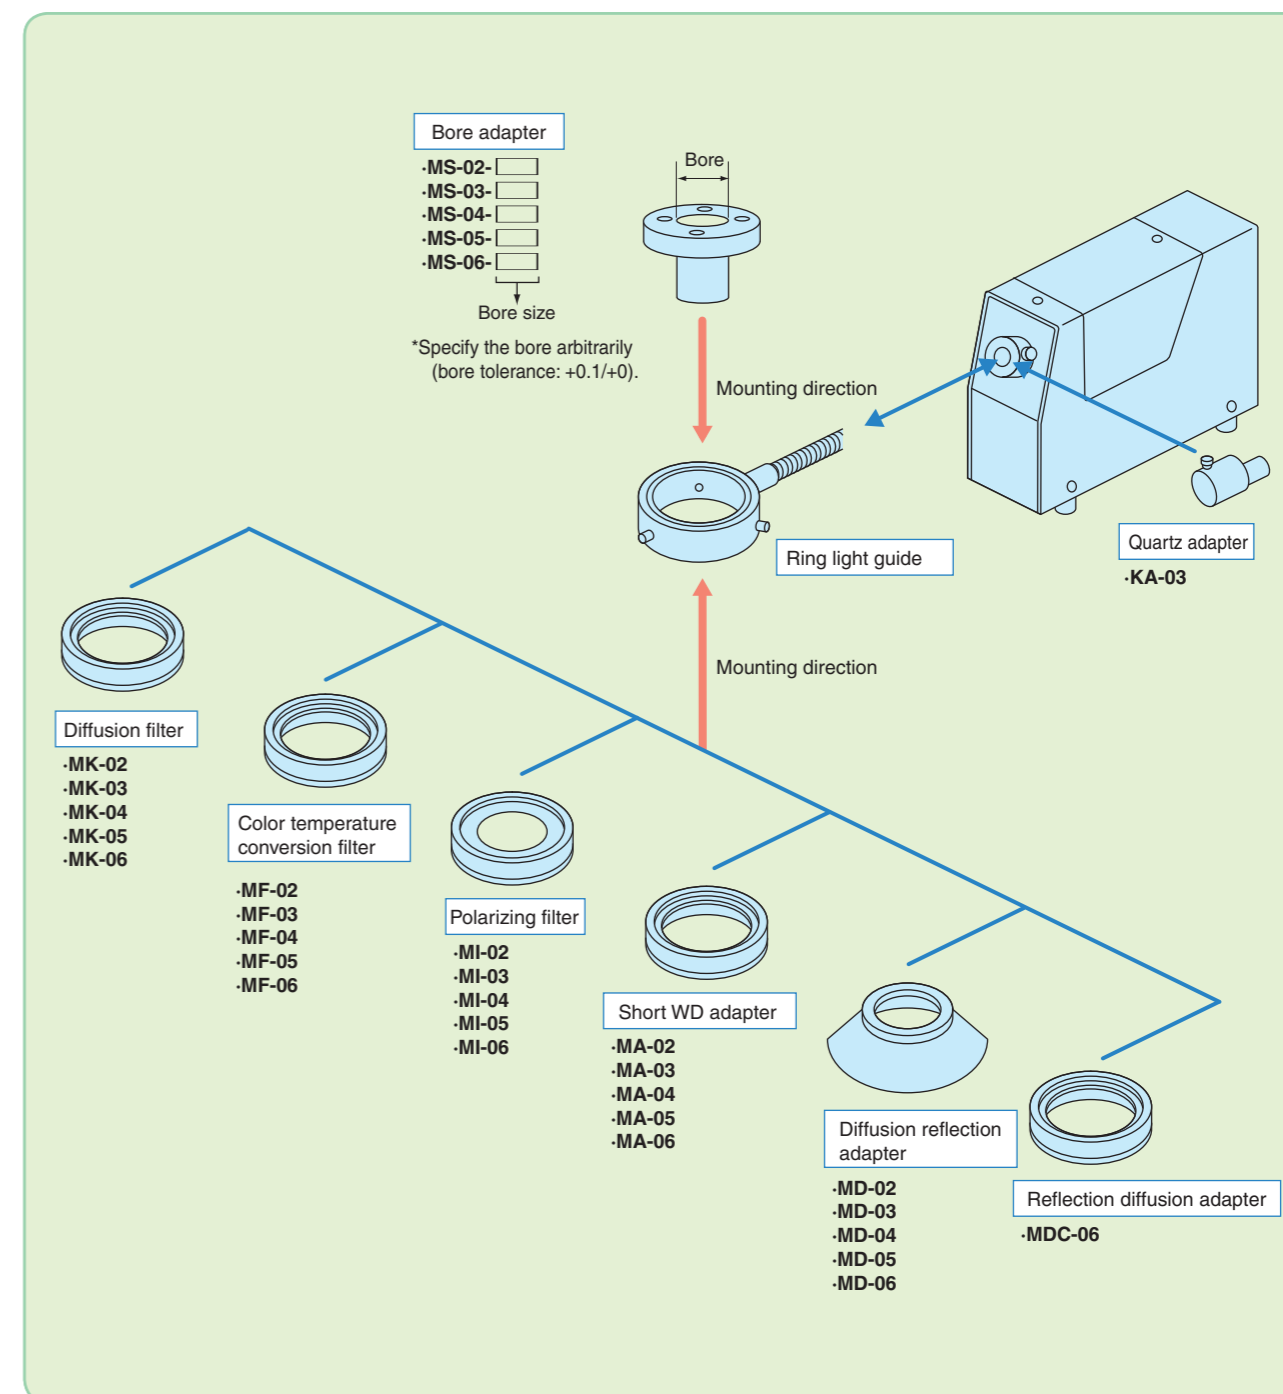 Bore adapter
·MS-02-
·MS-03-
·MS-04-
·MS-05-
·MS-06-
Bore size
*Specify the bore arbitrarily
(bore tolerance: +0.1/+0).
Bore
Mounting direction
Ring light guide
Quartz adapter
·KA-03
Mounting direction
Diffusion filter
·MK-02
·MK-03
·MK-04
·MK-05
·MK-06
Color temperature
conversion filter
·MF-02
·MF-03
·MF-04
·MF-05
·MF-06
Polarizing filter
·MI-02
·MI-03
·MI-04
·MI-05
·MI-06
Short WD adapter
·MA-02
·MA-03
·MA-04
·MA-05
·MA-06
Diffusion reflection
adapter
·MD-02
·MD-03
·MD-04
·MD-05
·MD-06
Reflection diffusion adapter
·MDC-06